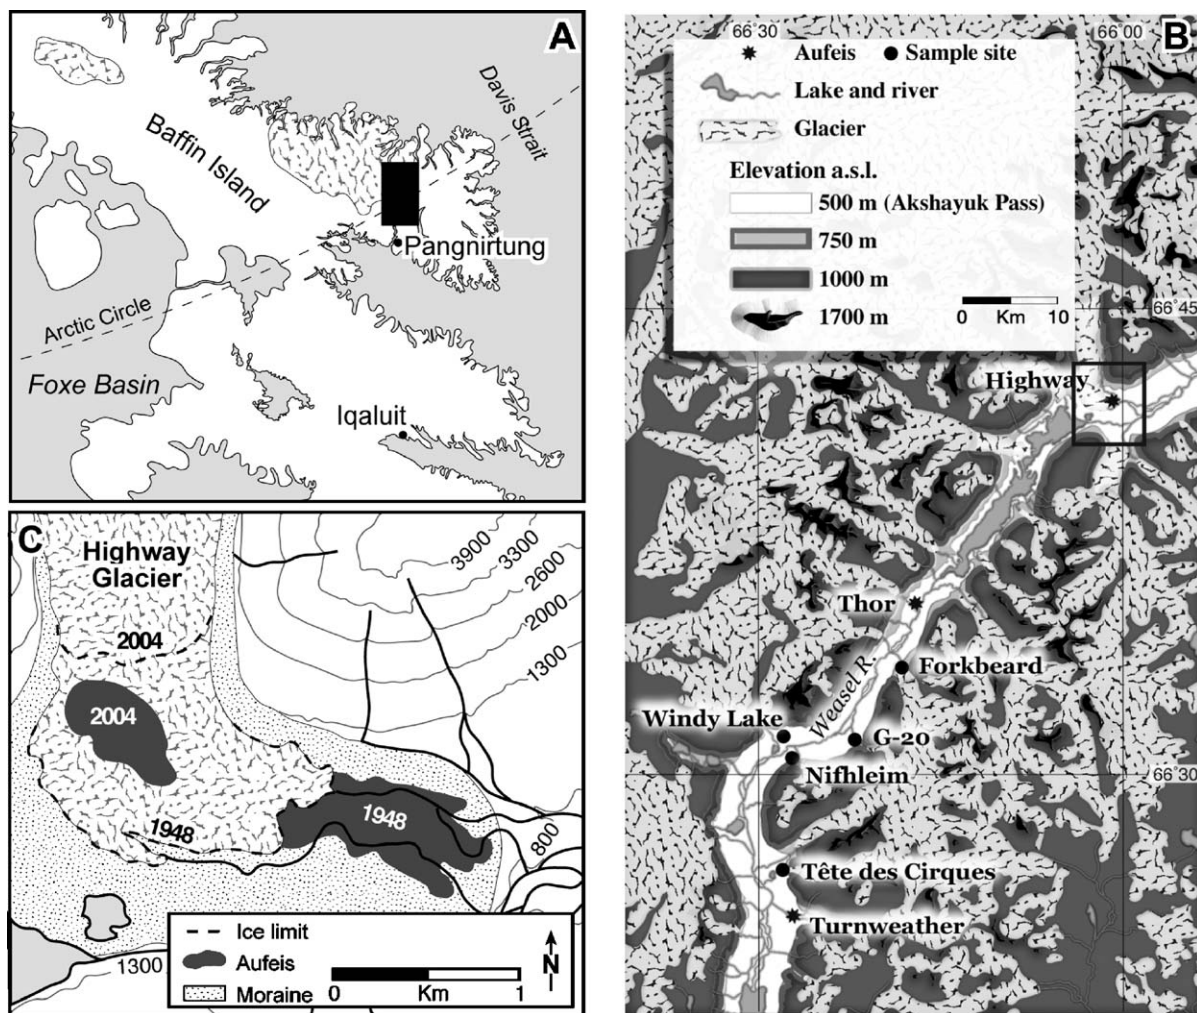 A
Davis Strait
Baffin Island
Pangnirtung
Arctic Circle
Foxe Basin
Iqaluit
B
66 30
66 00
Aufeis
Sample site
Lake and river
Glacier
Elevation a.s.l.
500 m (Akshayuk Pass)
750 m
1000 m
1700 m
0 Km 10
66 45
Highway
Thor
Forkbeard
Weasel R.
Windy Lake
G-20
Nifhleim
66 30
Tête des Cirques
Turnweather
C
Highway
Glacier
3900
3300
2600
2000
1300
2004
2004
1948
1948
800
1300
Ice limit
Aufeis
Moraine
0 Km 1
N